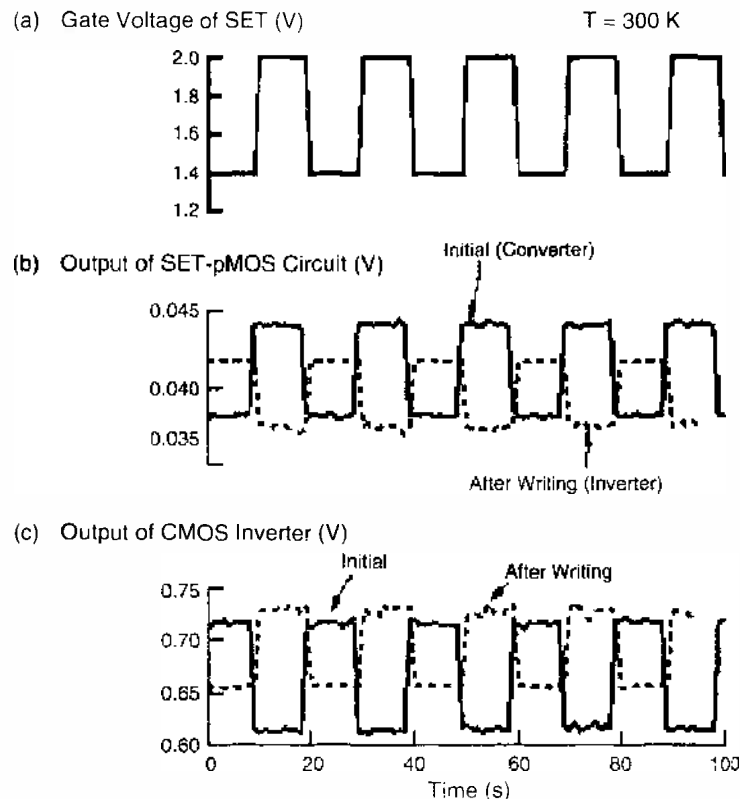 (a) Gate Voltage of SET (V) T = 300 K
2.0
1.8
1.6
1.4
1.2
(b) Output of SET-pMOS Circuit (V)
Initial (Converter)
0.045
0.040
0.035
After Writing (Inverter)
(c) Output of CMOS Inverter (V)
Initial
After Writing
0.75
0.70
0.65
0.60
0 20 40 60 80 100
Time (s)